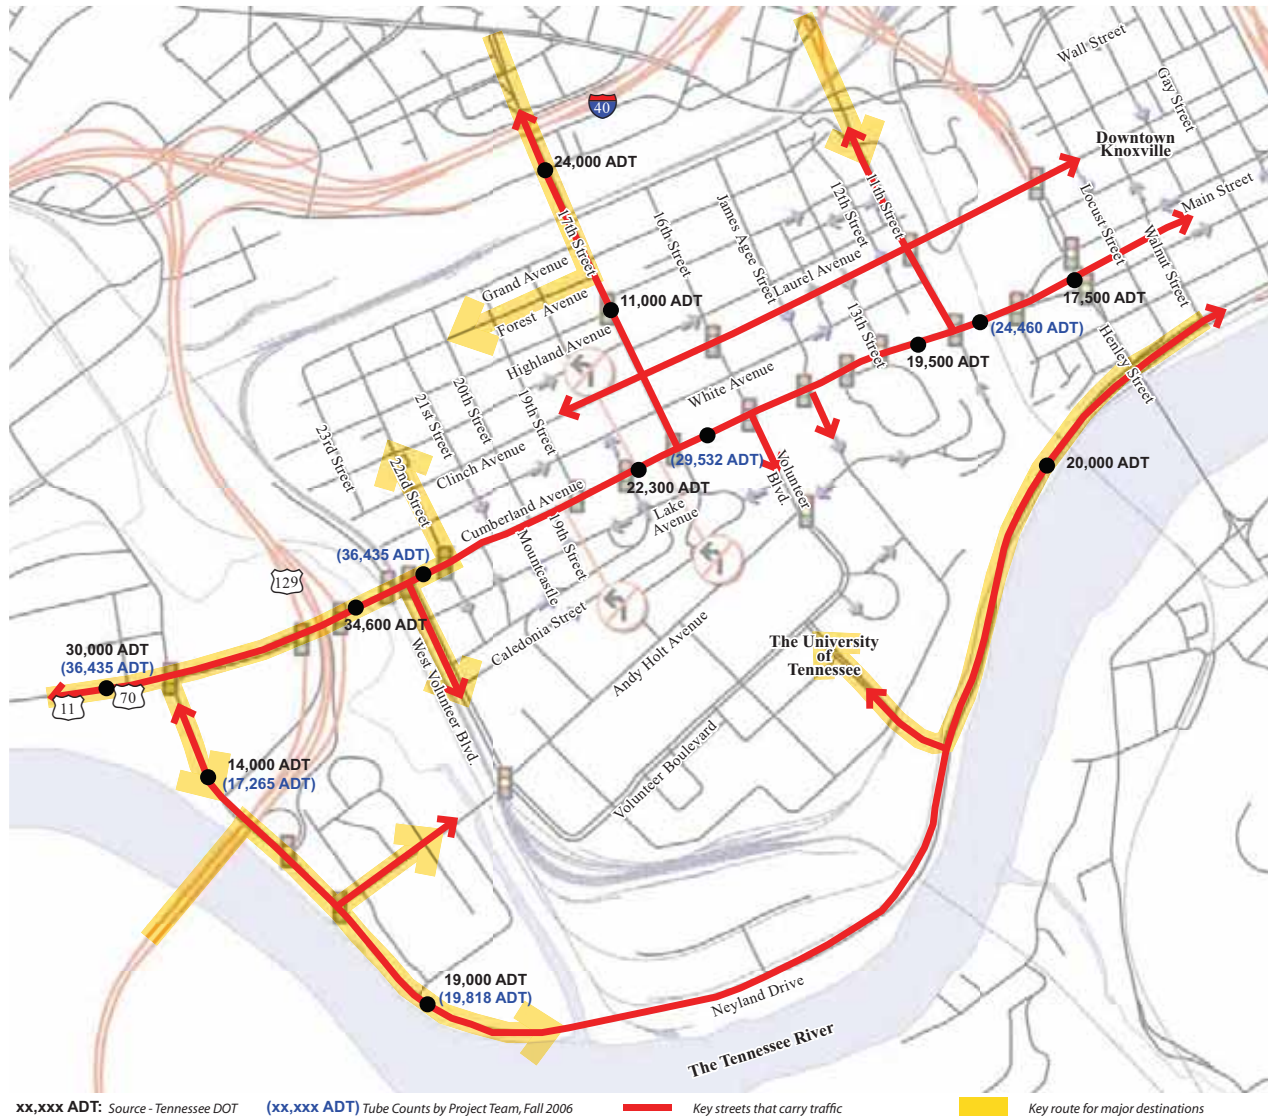 Wall Street
Gay Street
40
Downtown
Knoxville
24,000 ADT
11th Street
12th Street
Locust Street
Main Street
17th Street
16th Street
James Agee Street
Walnut Street
Grand Avenue
Laurel Avenue
Forest Avenue
11,000 ADT
17,500 ADT
13th Street
(24,460 ADT)
Highland Avenue
19,500 ADT
Henley Street
White Avenue
20th Street
19th Street
21st Street
23rd Street
Clinch Avenue
22nd Street
(29,532 ADT)
Volunteer
Blvd.
20,000 ADT
22,300 ADT
Cumberland Avenue
Lake
Avenue
19th Street
Mountcastle
(36,435 ADT)
129
34,600 ADT
Caledonia Street
Andy Holt Avenue
The University
of
Tennessee
30,000 ADT
(36,435 ADT)
70
11
West Volunteer Blvd.
Volunteer Boulevard
14,000 ADT
(17,265 ADT)
19,000 ADT
(19,818 ADT)
Neyland Drive
The Tennessee River
xx,xxx ADT: Source - Tennessee DOT (xx,xxx ADT) Tube Counts by Project Team, Fall 2006 Key streets that carry traffic Key route for major destinations